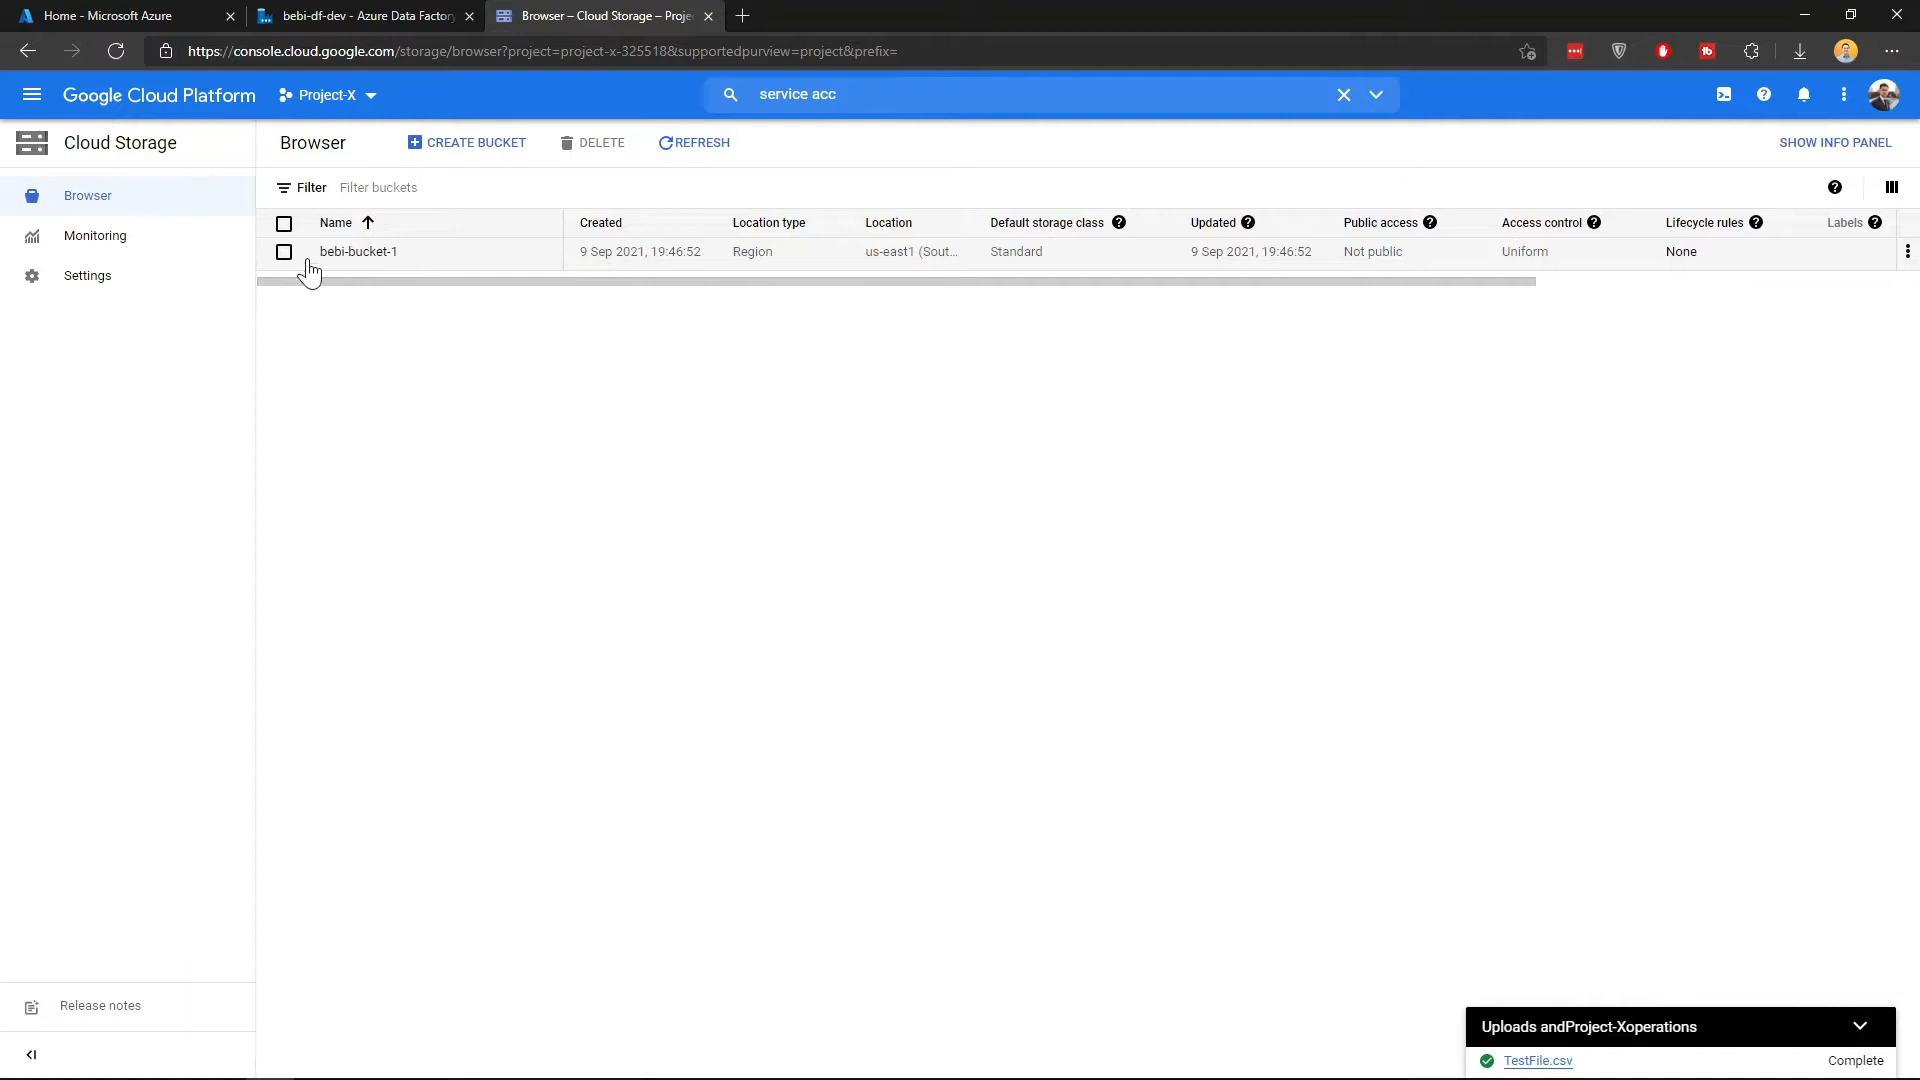 Home - Microsoft Azure
bebi-df-dev - Azure Data Factory
Browser – Cloud Storage – Proje
https://console.cloud.google.com/storage/browser?project=project-x-325518&supportedpurview=project&prefix=
Google Cloud Platform
Project-X
service acc
Cloud Storage
Browser
CREATE BUCKET
DELETE
REFRESH
SHOW INFO PANEL
Browser
Monitoring
Settings
Filter Filter buckets
Name Created Location type Location Default storage class Updated Public access Access control Lifecycle rules Labels
bebi-bucket-1 9 Sep 2021, 19:46:52 Region us-east1 (Sout... Standard 9 Sep 2021, 19:46:52 Not public Uniform None
Release notes
Uploads andProject-Xoperations
TestFile.csv Complete